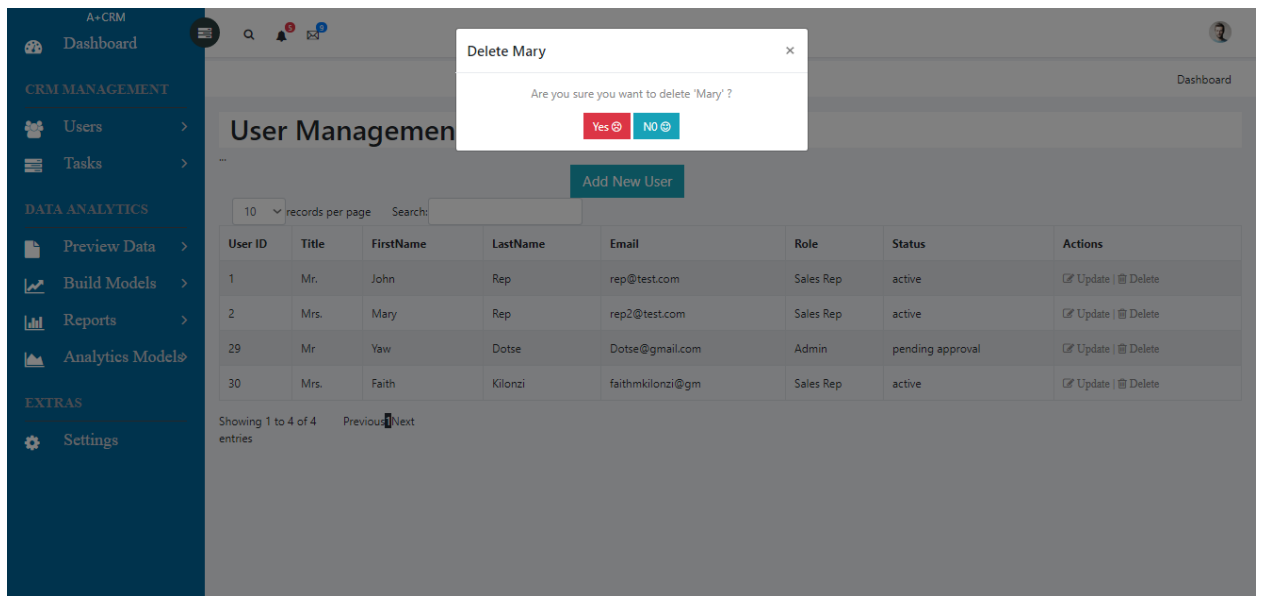 A+CRM
Dashboard
CRM MANAGEMENT
Users
Tasks
DATA ANALYTICS
Preview Data
Build Models
Reports
Analytics Models
EXTRAS
Settings
Delete Mary ×
Are you sure you want to delete 'Mary' ?
Yes N0
Dashboard
User Managemen
--
Add New User
10 records per page Search:
User ID Title FirstName LastName Email Role Status Actions
1 Mr. John Rep rep@test.com Sales Rep active Update | Delete
2 Mrs. Mary Rep rep2@test.com Sales Rep active Update | Delete
29 Mr Yaw Dotse Dotse@gmail.com Admin pending approval Update | Delete
30 Mrs. Faith Kilonzi faithmkilonzi@gm Sales Rep active Update | Delete
Showing 1 to 4 of 4 Previous1Next
entries